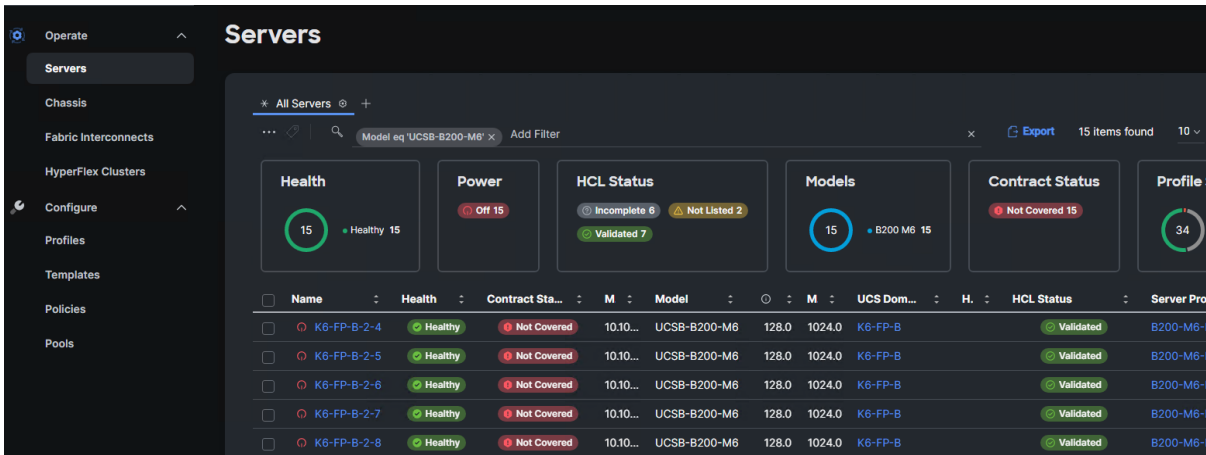 Servers
Operate
Servers
Chassis
Fabric Interconnects
HyperFlex Clusters
Configure
Profiles
Templates
Policies
Pools
All Servers
Model eq 'UCSB-B200-M6' × Add Filter × Export 15 items found 10
Health Power HCL Status Models Contract Status Profile
15 Healthy 15 Off 15 Incomplete 6 Not Listed 2 Validated 7 15 B200 M6 15 Not Covered 15 34
Name Health Contract Sta... M Model M UCS Dom... H. HCL Status Server Pro
K6-FP-B-2-4 Healthy Not Covered 10.10... UCSB-B200-M6 128.0 1024.0 K6-FP-B Validated B200-M6-
K6-FP-B-2-5 Healthy Not Covered 10.10... UCSB-B200-M6 128.0 1024.0 K6-FP-B Validated B200-M6-
K6-FP-B-2-6 Healthy Not Covered 10.10... UCSB-B200-M6 128.0 1024.0 K6-FP-B Validated B200-M6-
K6-FP-B-2-7 Healthy Not Covered 10.10... UCSB-B200-M6 128.0 1024.0 K6-FP-B Validated B200-M6-
K6-FP-B-2-8 Healthy Not Covered 10.10... UCSB-B200-M6 128.0 1024.0 K6-FP-B Validated B200-M6-